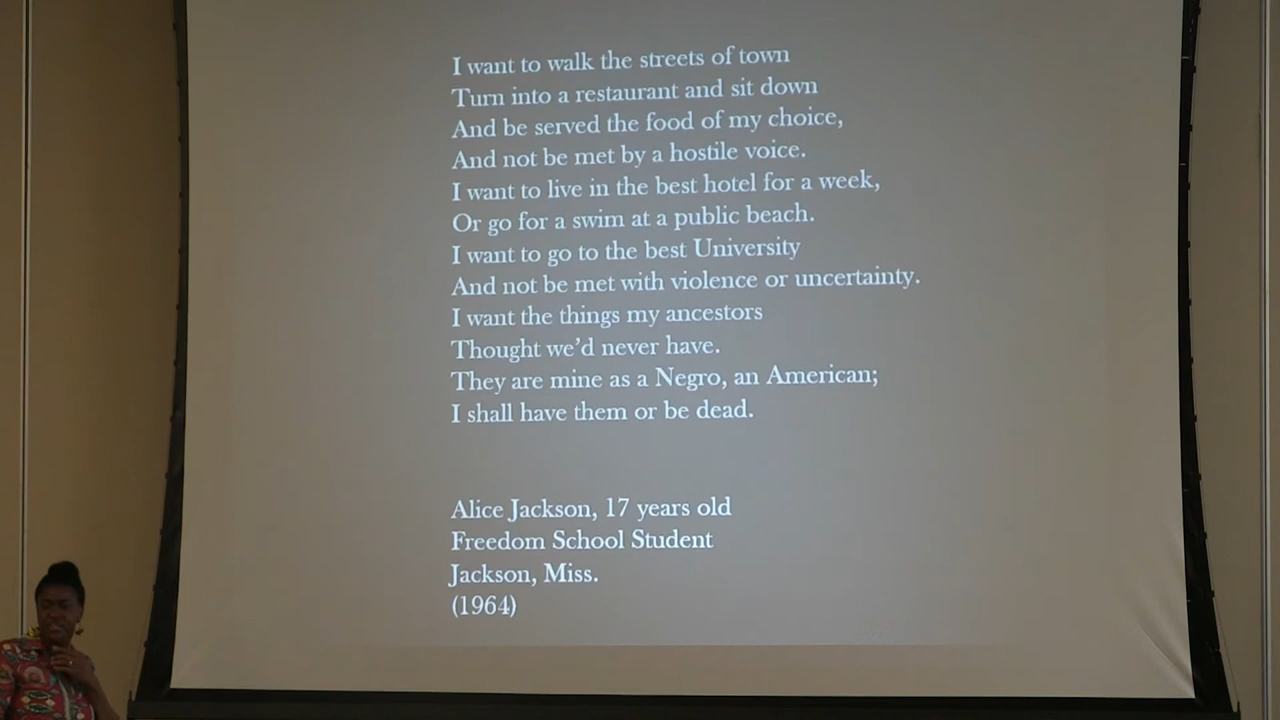 I want to walk the streets of town
Turn into a restaurant and sit down
And be served the food of my choice,
And not be met by a hostile voice.
I want to live in the best hotel for a week,
Or go for a swim at a public beach.
I want to go to the best University
And not be met with violence or uncertainty.
I want the things my ancestors
Thought we’d never have.
They are mine as a Negro, an American;
I shall have them or be dead.
Alice Jackson, 17 years old
Freedom School Student
Jackson, Miss.
(1964)